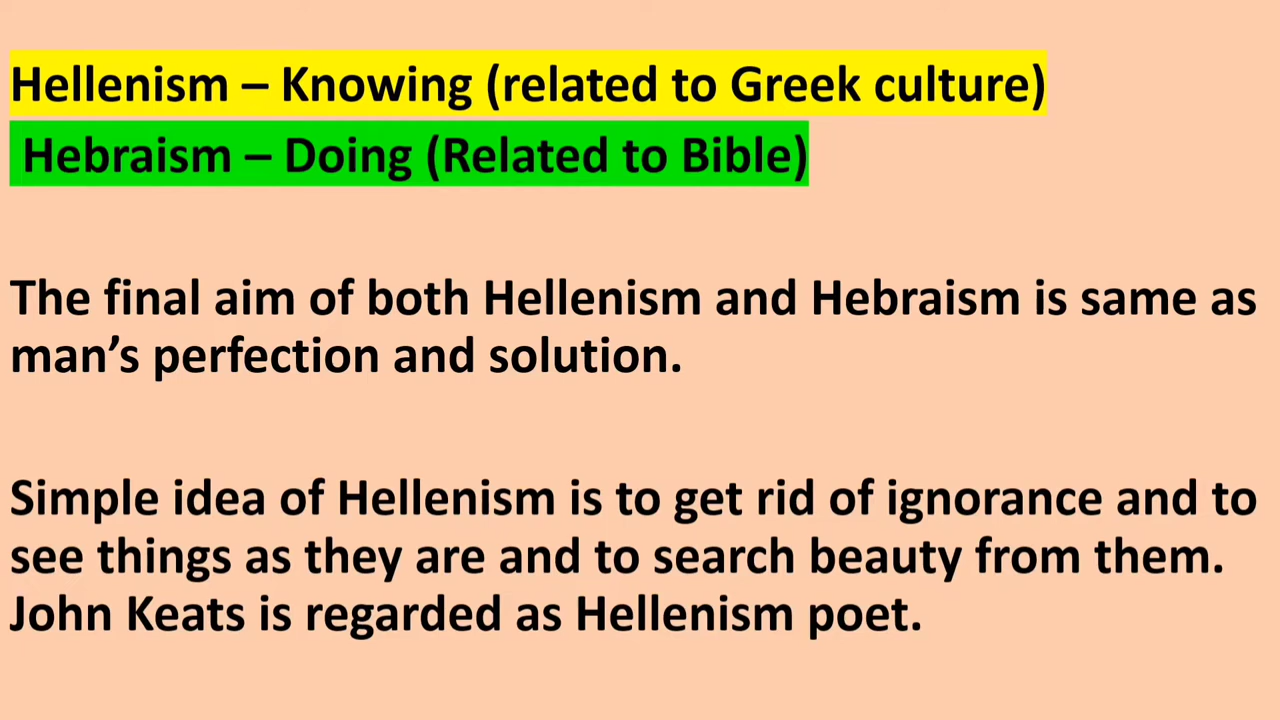 Hellenism – Knowing (related to Greek culture)
Hebraism – Doing (Related to Bible)
The final aim of both Hellenism and Hebraism is same as
man’s perfection and solution.
Simple idea of Hellenism is to get rid of ignorance and to
see things as they are and to search beauty from them.
John Keats is regarded as Hellenism poet.